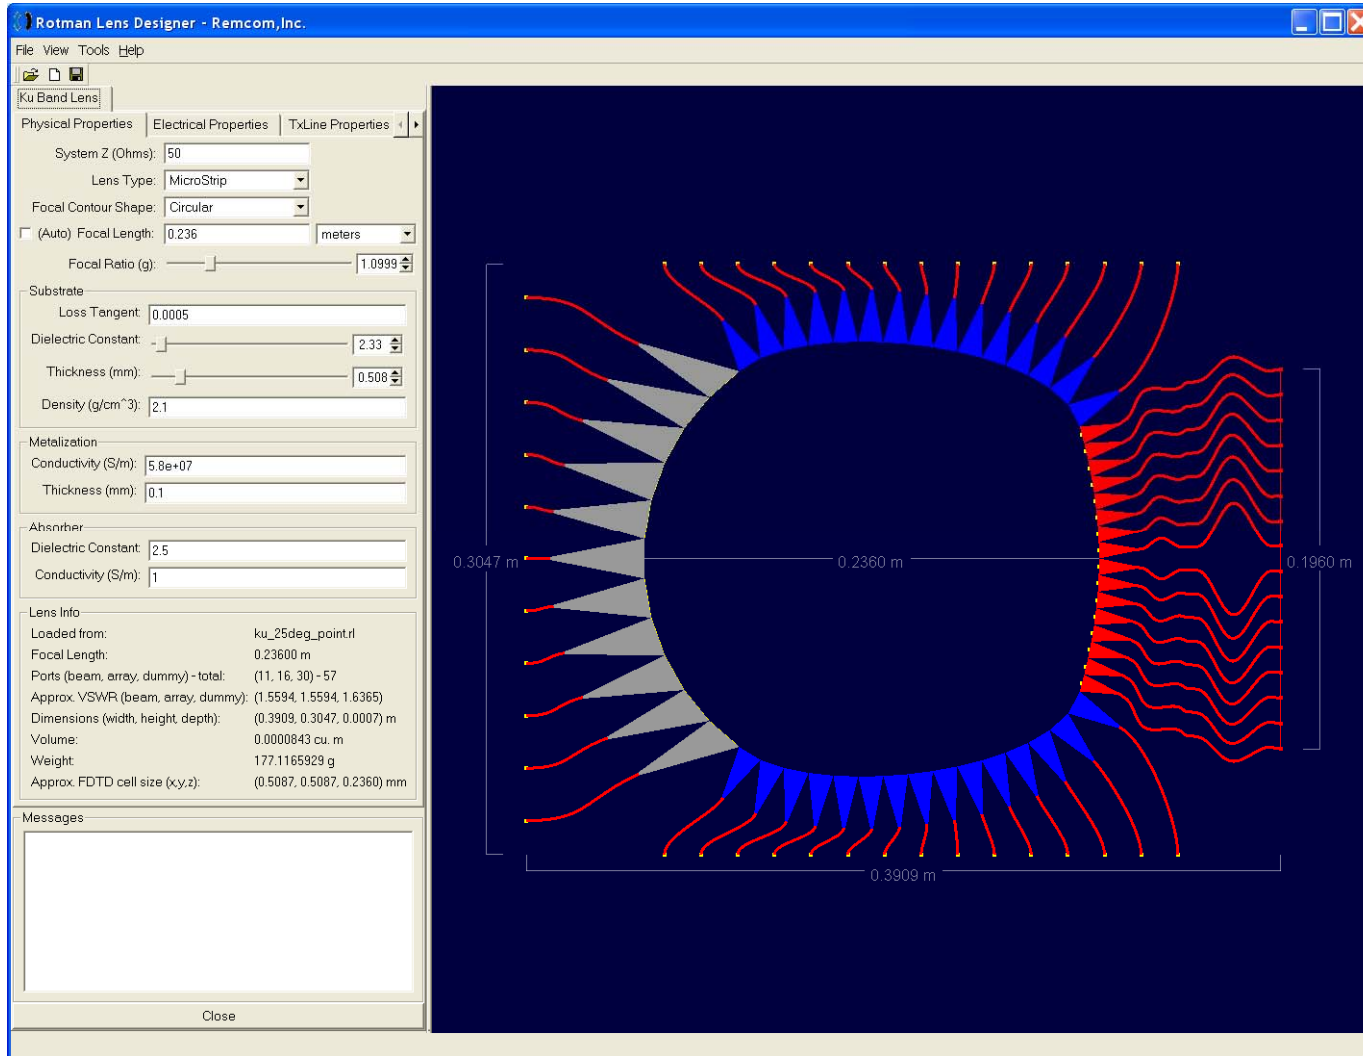 Rotman Lens Designer - Remcom,Inc.
File View Tools Help
Ku Band Lens
Physical Properties Electrical Properties TxLine Properties
System Z (Ohms): 50
Lens Type: MicroStrip
Focal Contour Shape: Circular
(Auto) Focal Length: 0.236 meters
Focal Ratio (g): 1.0999
Substrate
Loss Tangent: 0.0005
Dielectric Constant: 2.33
Thickness (mm): 0.508
Density (g/cm^3): 2.1
Metalization
Conductivity (S/m): 5.8e+07
Thickness (mm): 0.1
Absorber
Dielectric Constant: 2.5
Conductivity (S/m): 1
Lens Info
Loaded from: ku_25deg_point.rl
Focal Length: 0.23600 m
Ports (beam, array, dummy) - total: (11, 16, 30) - 57
Approx. VSWR (beam, array, dummy): (1.5594, 1.5594, 1.6365)
Dimensions (width, height, depth): (0.3909, 0.3047, 0.0007) m
Volume: 0.0000843 cu. m
Weight: 177.1165929 g
Approx. FDTD cell size (x,y,z): (0.5087, 0.5087, 0.2360) mm
Messages
Close
0.3047 m
0.2360 m
0.1960 m
0.3909 m